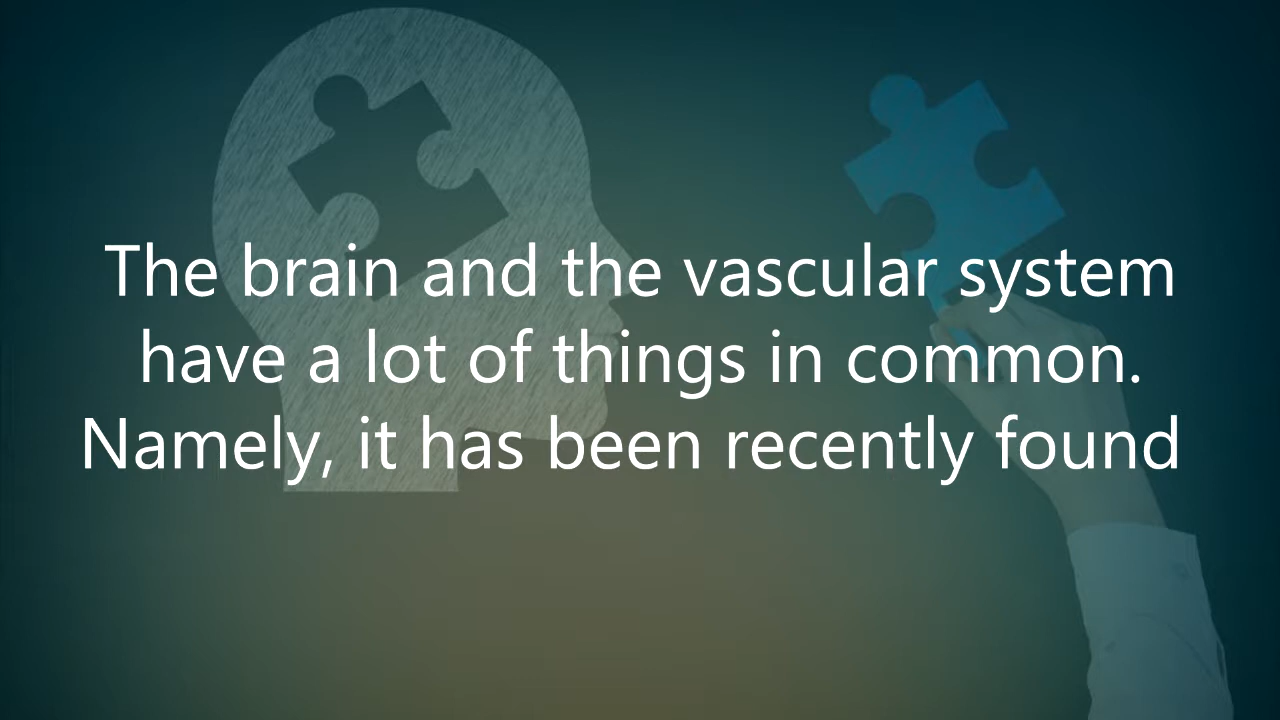 The brain and the vascular system
have a lot of things in common.
Namely, it has been recently found